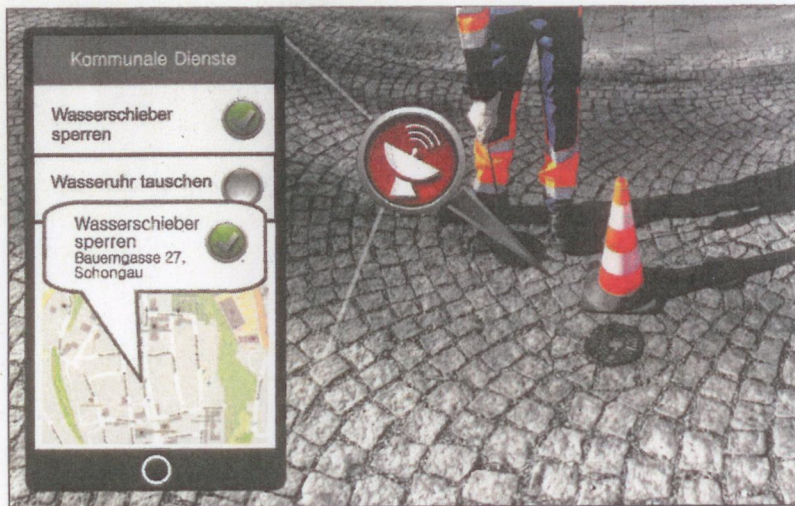 Kommunale Dienste
Wasserschieber
sperren
Wasseruhr tauschen
Wasserschieber
sperren
Bauerngasse 27,
Schongau